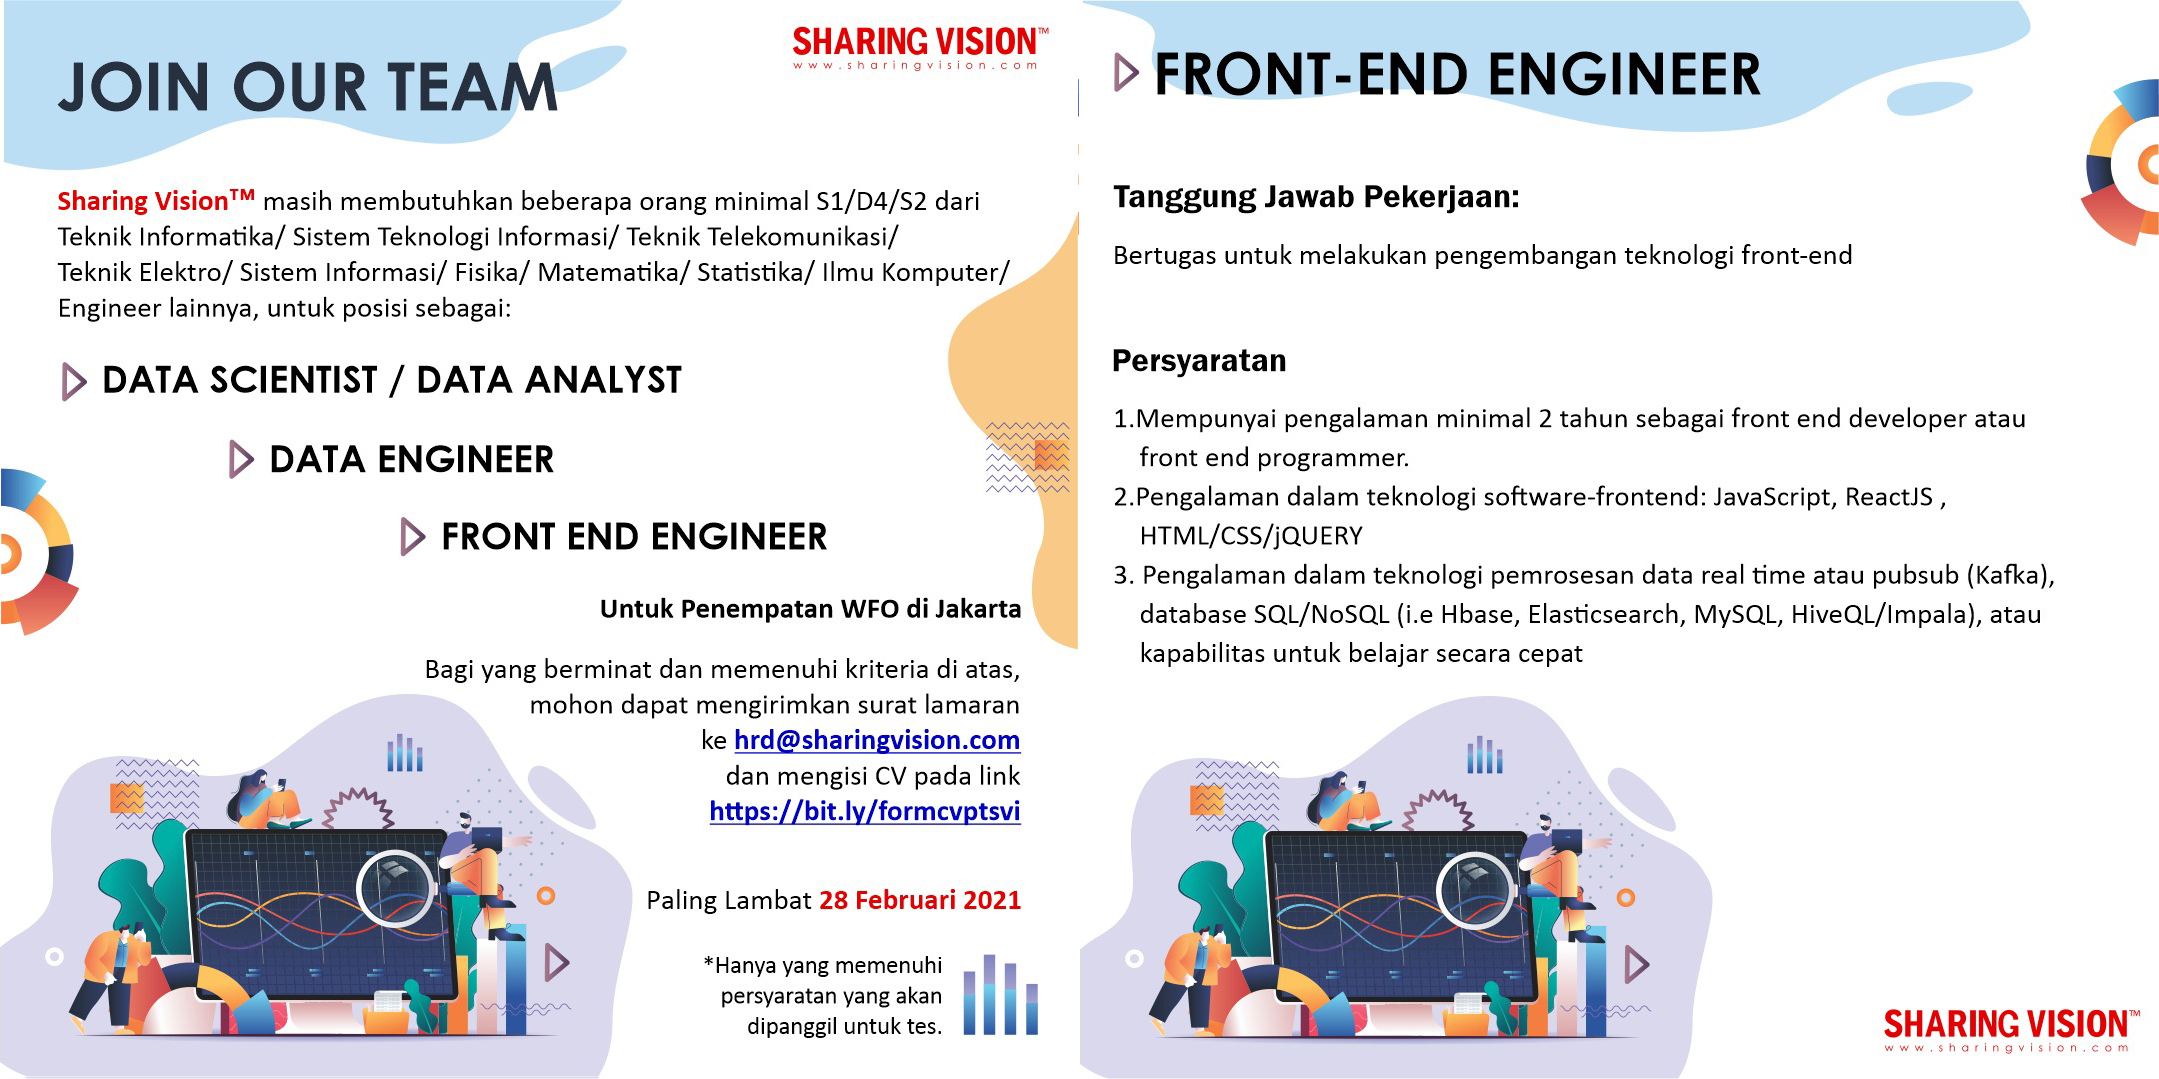 JOIN OUR TEAM
SHARING VISION™
www.sharingvision.com
Sharing Vision™ masih membutuhkan beberapa orang minimal S1/D4/S2 dari
Teknik Informatika/ Sistem Teknologi Informasi/ Teknik Telekomunikasi/
Teknik Elektro/ Sistem Informasi/ Fisika/ Matematika/ Statistika/ Ilmu Komputer/
Engineer lainnya, untuk posisi sebagai:
DATA SCIENTIST / DATA ANALYST
DATA ENGINEER
FRONT END ENGINEER
Untuk Penempatan WFO di Jakarta
Bagi yang berminat dan memenuhi kriteria di atas,
mohon dapat mengirimkan surat lamaran
ke hrd@sharingvision.com
dan mengisi CV pada link
https://bit.ly/formcvptsvi
Paling Lambat 28 Februari 2021
*Hanya yang memenuhi
persyaratan yang akan
dipanggil untuk tes.
FRONT-END ENGINEER
Tanggung Jawab Pekerjaan:
Bertugas untuk melakukan pengembangan teknologi front-end
Persyaratan
1.Mempunyai pengalaman minimal 2 tahun sebagai front end developer atau
front end programmer.
2.Pengalaman dalam teknologi software-frontend: JavaScript, ReactJS ,
HTML/CSS/jQUERY
3. Pengalaman dalam teknologi pemrosesan data real time atau pubsub (Kafka),
database SQL/NoSQL (i.e Hbase, Elasticsearch, MySQL, HiveQL/Impala), atau
kapabilitas untuk belajar secara cepat
SHARING VISION™
www.sharingvision.com